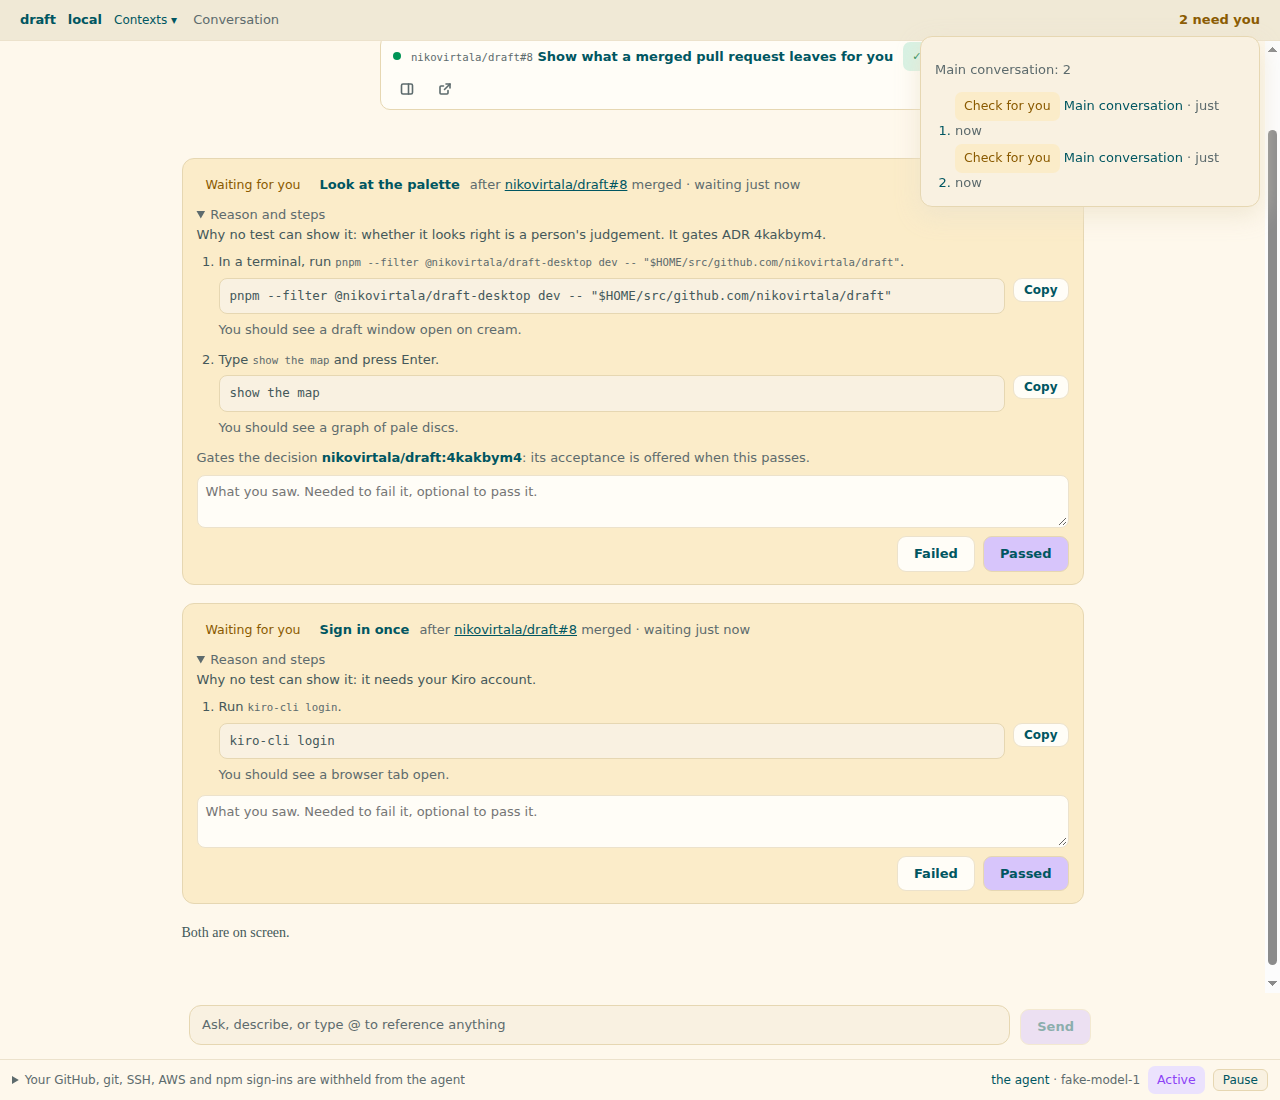 draft local Contexts ▾ Conversation
2 need you
nikovirtala/draft#8 Show what a merged pull request leaves for you ✓
Main conversation: 2
1. Check for you Main conversation · just now
2. Check for you Main conversation · just now
Waiting for you Look at the palette after nikovirtala/draft#8 merged · waiting just now
▼ Reason and steps
Why no test can show it: whether it looks right is a person's judgement. It gates ADR 4kakbym4.
1. In a terminal, run pnpm --filter @nikovirtala/draft-desktop dev -- "$HOME/src/github.com/nikovirtala/draft".
pnpm --filter @nikovirtala/draft-desktop dev -- "$HOME/src/github.com/nikovirtala/draft"
Copy
You should see a draft window open on cream.
2. Type show the map and press Enter.
show the map
Copy
You should see a graph of pale discs.
Gates the decision nikovirtala/draft:4kakbym4: its acceptance is offered when this passes.
What you saw. Needed to fail it, optional to pass it.
Failed Passed
Waiting for you Sign in once after nikovirtala/draft#8 merged · waiting just now
▼ Reason and steps
Why no test can show it: it needs your Kiro account.
1. Run kiro-cli login.
kiro-cli login
Copy
You should see a browser tab open.
What you saw. Needed to fail it, optional to pass it.
Failed Passed
Both are on screen.
Ask, describe, or type @ to reference anything
Send
▶ Your GitHub, git, SSH, AWS and npm sign-ins are withheld from the agent
the agent · fake-model-1 Active Pause